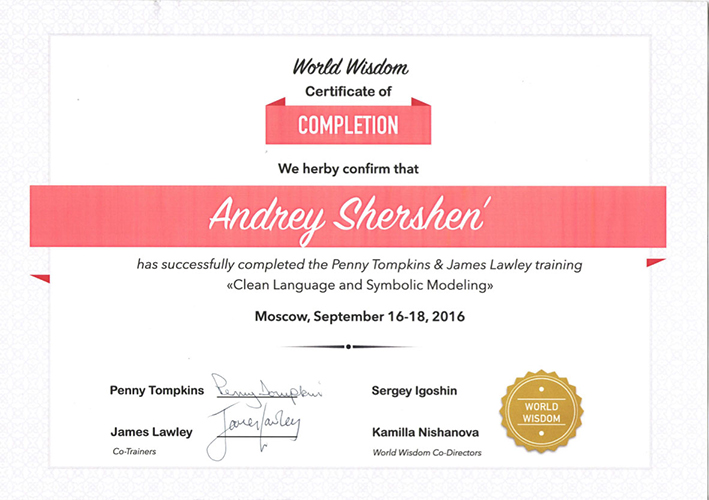 World Wisdom
Certificate of
COMPLETION
We herby confirm that
Andrey Shershen'
has successfully completed the Penny Tompkins & James Lawley training
«Clean Language and Symbolic Modeling»
Moscow, September 16-18, 2016
Penny Tompkins Penny Tompkins Sergey Igoshin
James Lawley James Lawley Kamilla Nishanova
Co-Trainers World Wisdom Co-Directors
WORLD
WISDOM